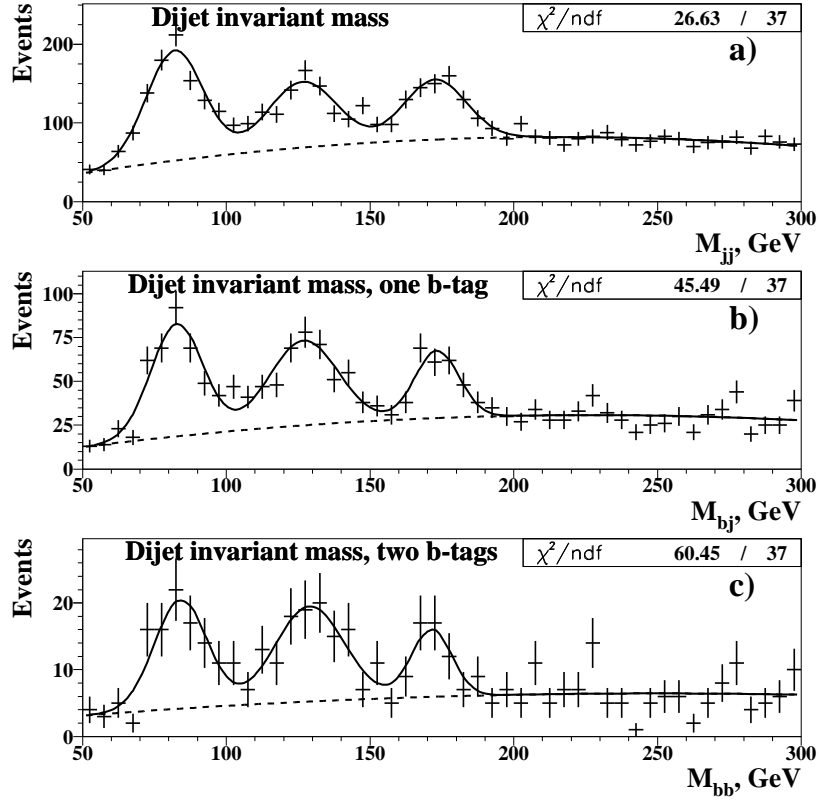 Dijet invariant mass
χ²/ndf 26.63 / 37
a)
Events
200
100
0
50 100 150 200 250 300
M_jj, GeV
Dijet invariant mass, one b-tag
χ²/ndf 45.49 / 37
b)
Events
100
75
50
25
0
50 100 150 200 250 300
M_bj, GeV
Dijet invariant mass, two b-tags
χ²/ndf 60.45 / 37
c)
Events
20
10
0
50 100 150 200 250 300
M_bb, GeV